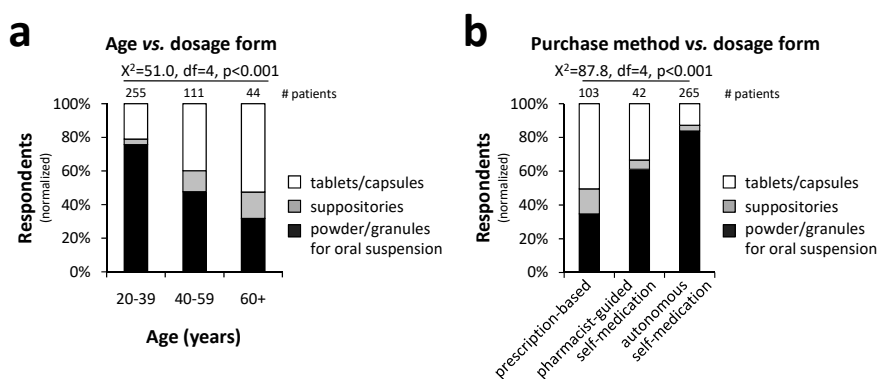 a
Age vs. dosage form
X²=51.0, df=4, p<0.001
255 111 44 # patients
100%
80%
60%
40%
20%
0%
Respondents
(normalized)
tablets/capsules
suppositories
powder/granules
for oral suspension
20-39 40-59 60+
Age (years)
b
Purchase method vs. dosage form
X²=87.8, df=4, p<0.001
103 42 265 # patients
100%
80%
60%
40%
20%
0%
Respondents
(normalized)
tablets/capsules
suppositories
powder/granules
for oral suspension
prescription-based
pharmacist-guided
self-medication
autonomous
self-medication